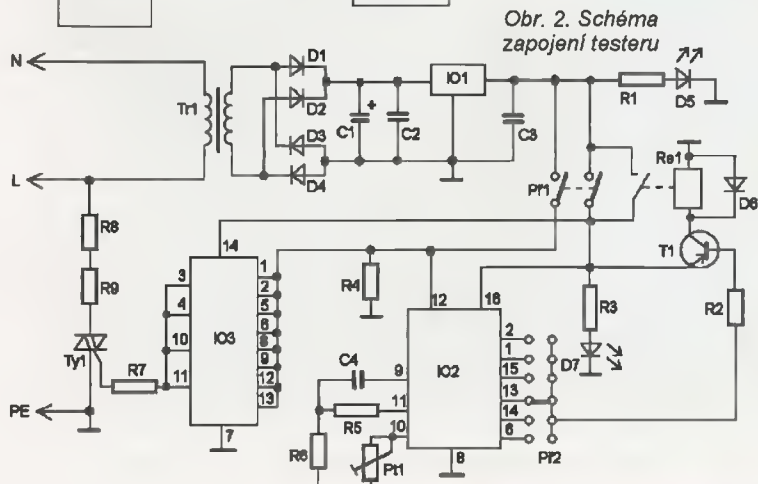 Obr. 2. Schéma
zapojení testeru
N
D1
IO1
Tr1
D2
R1
D5
C1
+
C2
C3
D3
Re1
L
D4
Př1
D6
R8
14
T1
3
1
R4
2
12
16
R9
4
5
R3
R2
IO3
6
2
10
8
C4
9
1
D7
Ty1
9
IO2
R7
11
12
15
13
R5
11
13
PE
10
14
7
R6
6
Pt1
8
Př2